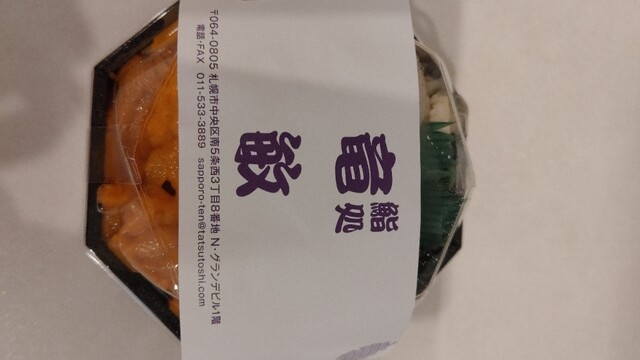 鮨処
竜敏
〒064-0805 札幌市中央区南5条西3丁目8番地 N・グランデビル1階
電話・FAX 011-533-3889 sapporo-ten@tatsutoshi.com